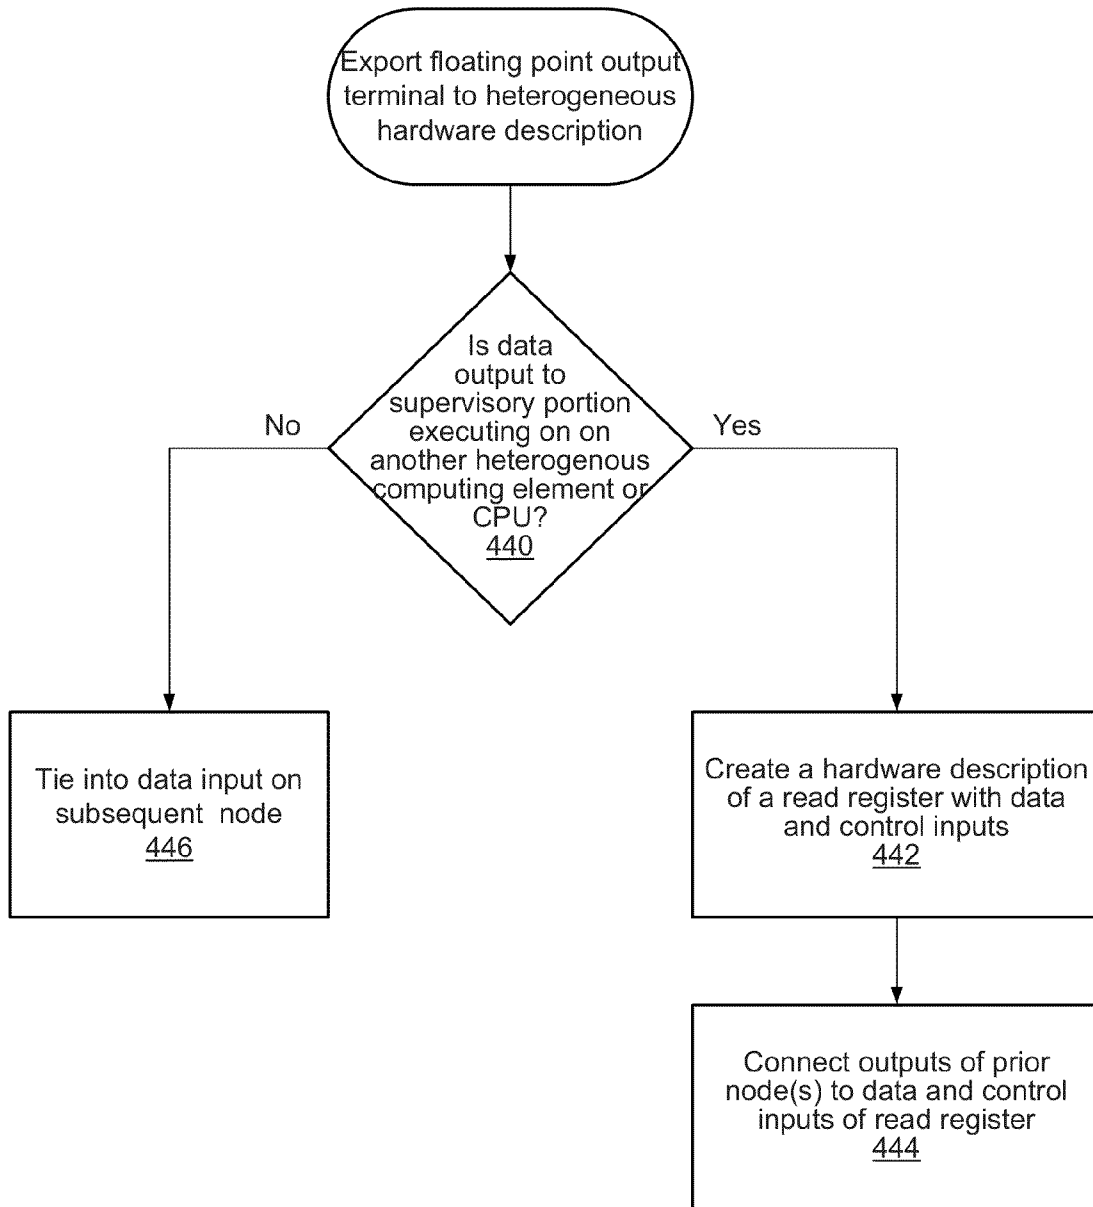 Export floating point output
terminal to heterogeneous
hardware description
Is data
output to
supervisory portion
executing on on
another heterogenous
computing element or
CPU?
440
No
Yes
Tie into data input on
subsequent node
446
Create a hardware description
of a read register with data
and control inputs
442
Connect outputs of prior
node(s) to data and control
inputs of read register
444